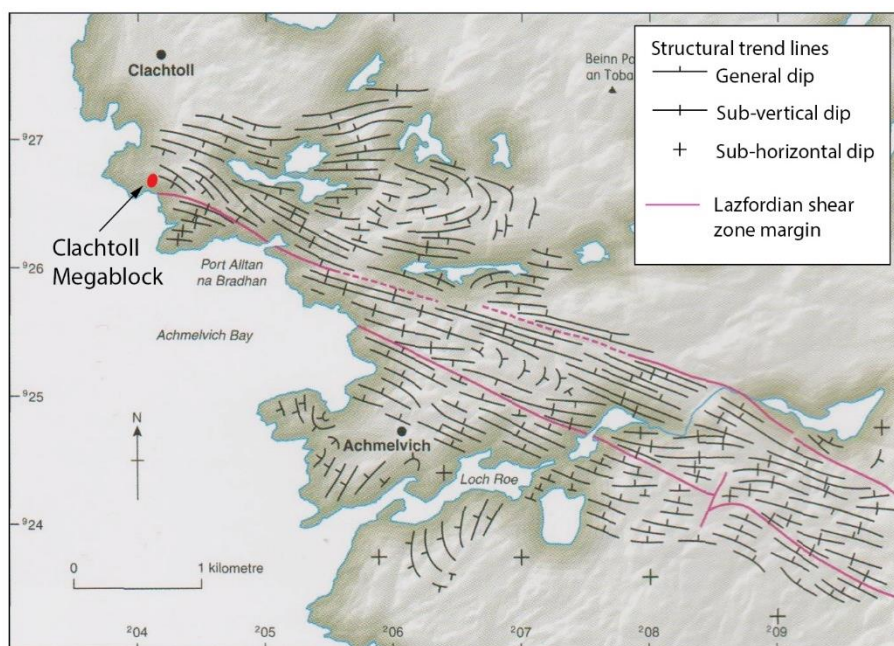 Clachtoll
Beinn Po
an Toba
Structural trend lines
General dip
Sub-vertical dip
Sub-horizontal dip
Lazfordian shear
zone margin
⁹27
Clachtoll
Megablock
⁹26
Port Alltan
na Bradhan
Achmelvich Bay
⁹25
N
Achmelvich
Loch Roe
⁹24
0
1 kilometre
²04
²05
²06
²07
²08
²09